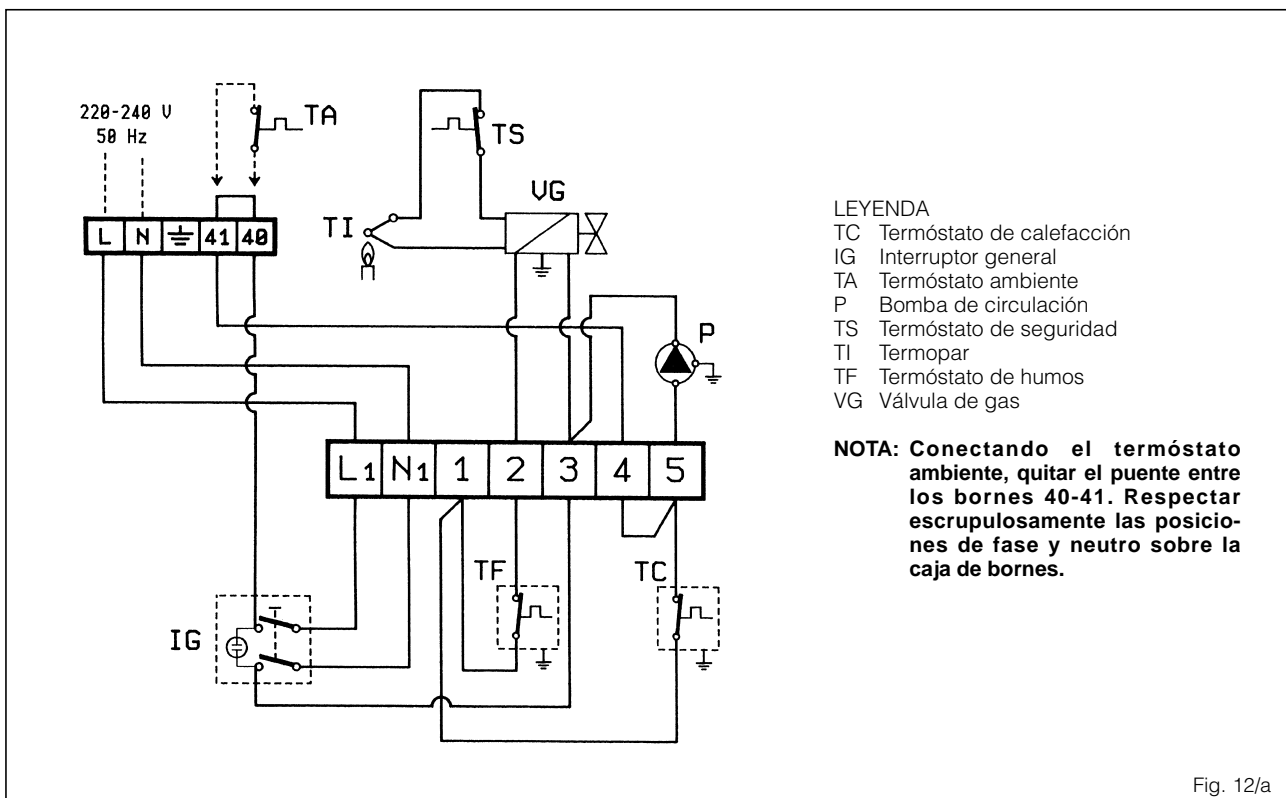 220-240 V
50 Hz
TA
TS
VG
TI
L N 41 40
P
L1 N1 1 2 3 4 5
TF
TC
IG
LEYENDA
TC Termóstato de calefacción
IG Interruptor general
TA Termóstato ambiente
P Bomba de circulación
TS Termóstato de seguridad
TI Termopar
TF Termóstato de humos
VG Válvula de gas
NOTA: Conectando el termóstato
ambiente, quitar el puente entre
los bornes 40-41. Respectar
escrupulosamente las posicio-
nes de fase y neutro sobre la
caja de bornes.
Fig. 12/a